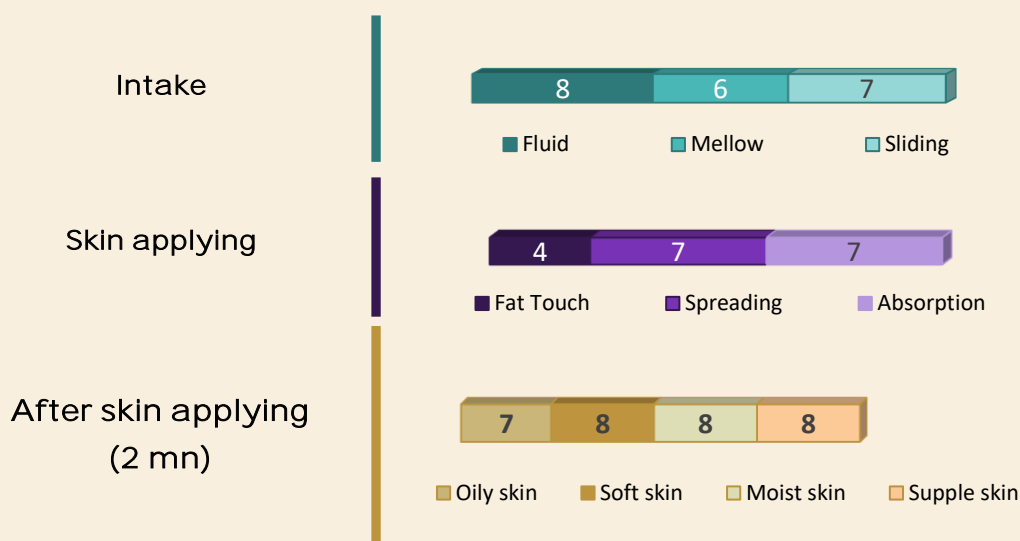 Intake
8 6 7
Fluid Mellow Sliding
Skin applying
4 7 7
Fat Touch Spreading Absorption
After skin applying
(2 mn)
7 8 8 8
Oily skin Soft skin Moist skin Supple skin